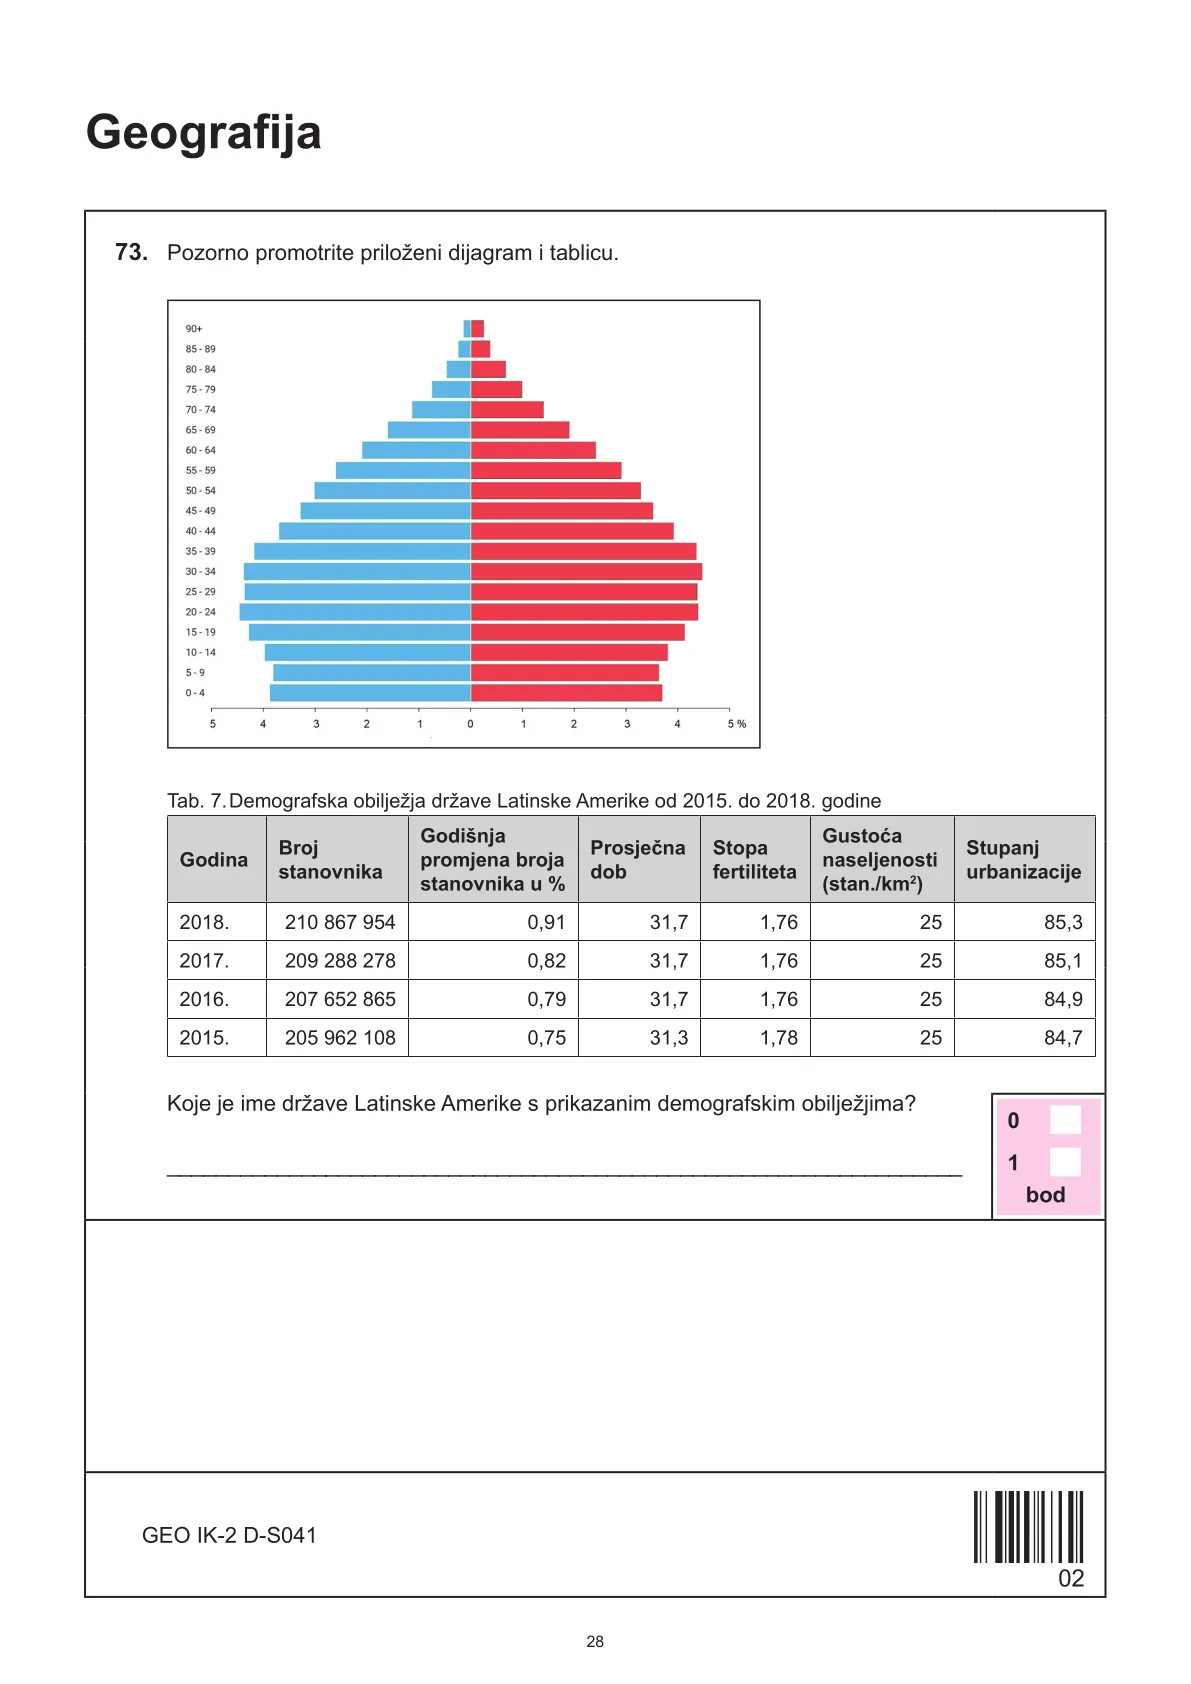 Geografija
73. Pozorno promotrite priloženi dijagram i tablicu.
90+
85 - 89
80 - 84
75 - 79
70 - 74
65 - 69
60 - 64
55 - 59
50 - 54
45 - 49
40 - 44
35 - 39
30 - 34
25 - 29
20 - 24
15 - 19
10 - 14
5 - 9
0 - 4
5 4 3 2 1 0 1 2 3 4 5 %
Tab. 7. Demografska obilježja države Latinske Amerike od 2015. do 2018. godine
Godina Broj stanovnika Godišnja promjena broja stanovnika u % Prosječna dob Stopa fertiliteta Gustoća naseljenosti (stan./km²) Stupanj urbanizacije
2018. 210 867 954 0,91 31,7 1,76 25 85,3
2017. 209 288 278 0,82 31,7 1,76 25 85,1
2016. 207 652 865 0,79 31,7 1,76 25 84,9
2015. 205 962 108 0,75 31,3 1,78 25 84,7
Koje je ime države Latinske Amerike s prikazanim demografskim obilježjima?
0
1
bod
GEO IK-2 D-S041
02
28